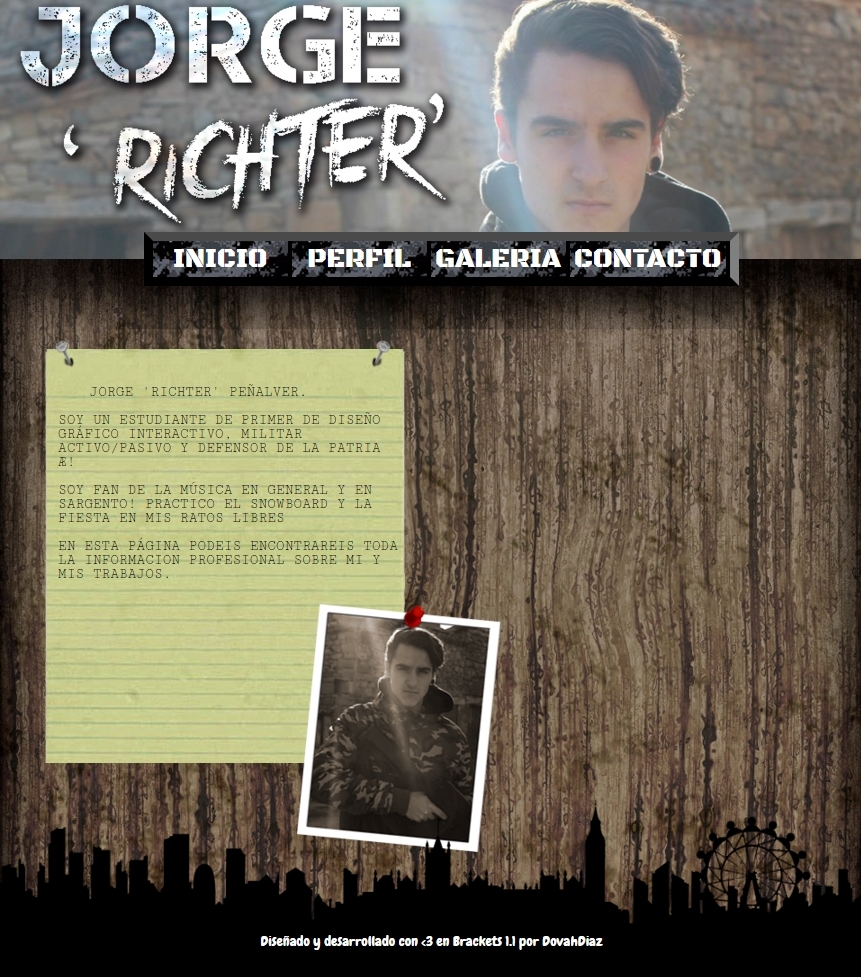 JORGE
‘ RICHTER’
INICIO PERFIL GALERIA CONTACTO
JORGE 'RICHTER' PEÑALVER.
SOY UN ESTUDIANTE DE PRIMER DE DISEÑO
GRÁFICO INTERACTIVO, MILITAR
ACTIVO/PASIVO Y DEFENSOR DE LA PATRIA
Æ!
SOY FAN DE LA MÚSICA EN GENERAL Y EN
SARGENTO! PRACTICO EL SNOWBOARD Y LA
FIESTA EN MIS RATOS LIBRES
EN ESTA PÁGINA PODEIS ENCONTRAREIS TODA
LA INFORMACION PROFESIONAL SOBRE MI Y
MIS TRABAJOS.
Diseñado y desarrollado con <3 en Brackets 1.1 por DovahDiaz